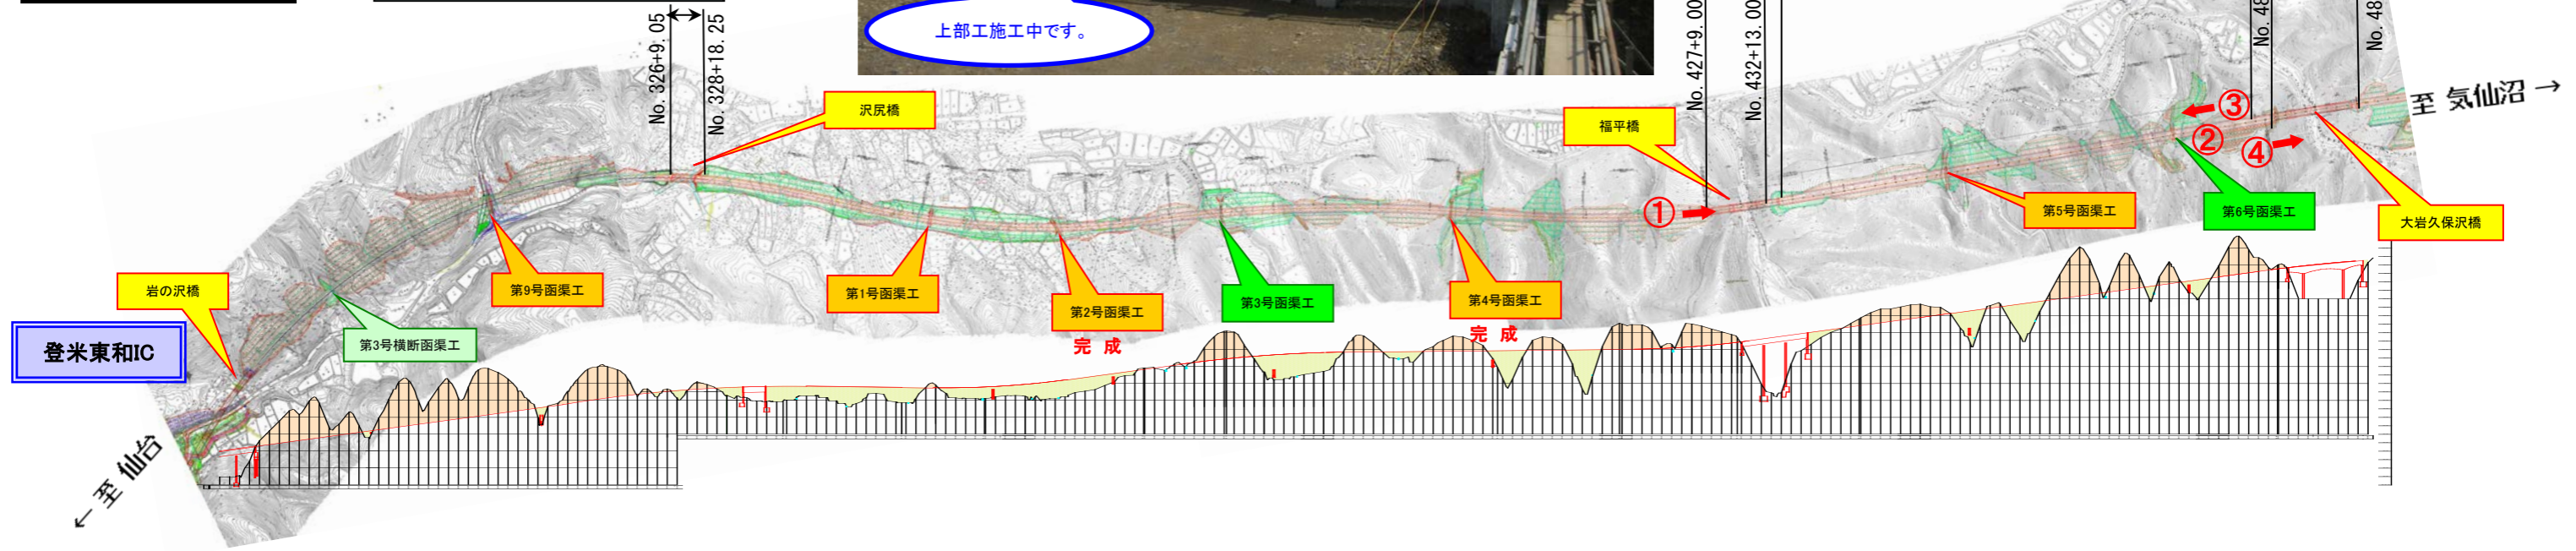 上部工施工中です。
No. 326+9. 05
No. 328+18. 25
No. 427+9. 00
No. 432+13. 00
No. 48
No. 48
至 気仙沼 →
沢尻橋
福平橋
①
②
③
④
大岩久保沢橋
第5号函渠工
第6号函渠工
岩の沢橋
第9号函渠工
第1号函渠工
第2号函渠工
完 成
第3号函渠工
第4号函渠工
完 成
登米東和IC
第3号横断函渠工
← 至 仙台